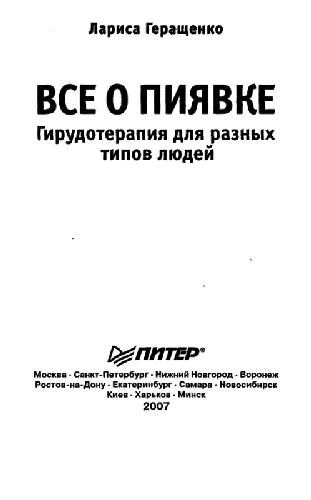 Лариса Геращенко
ВСЕ О ПИЯВКЕ
Гирудотерапия для разных
типов людей
ПИТЕР®
Москва · Санкт-Петербург · Нижний Новгород · Воронеж
Ростов-на-Дону · Екатеринбург · Самара · Новосибирск
Киев · Харьков · Минск
2007